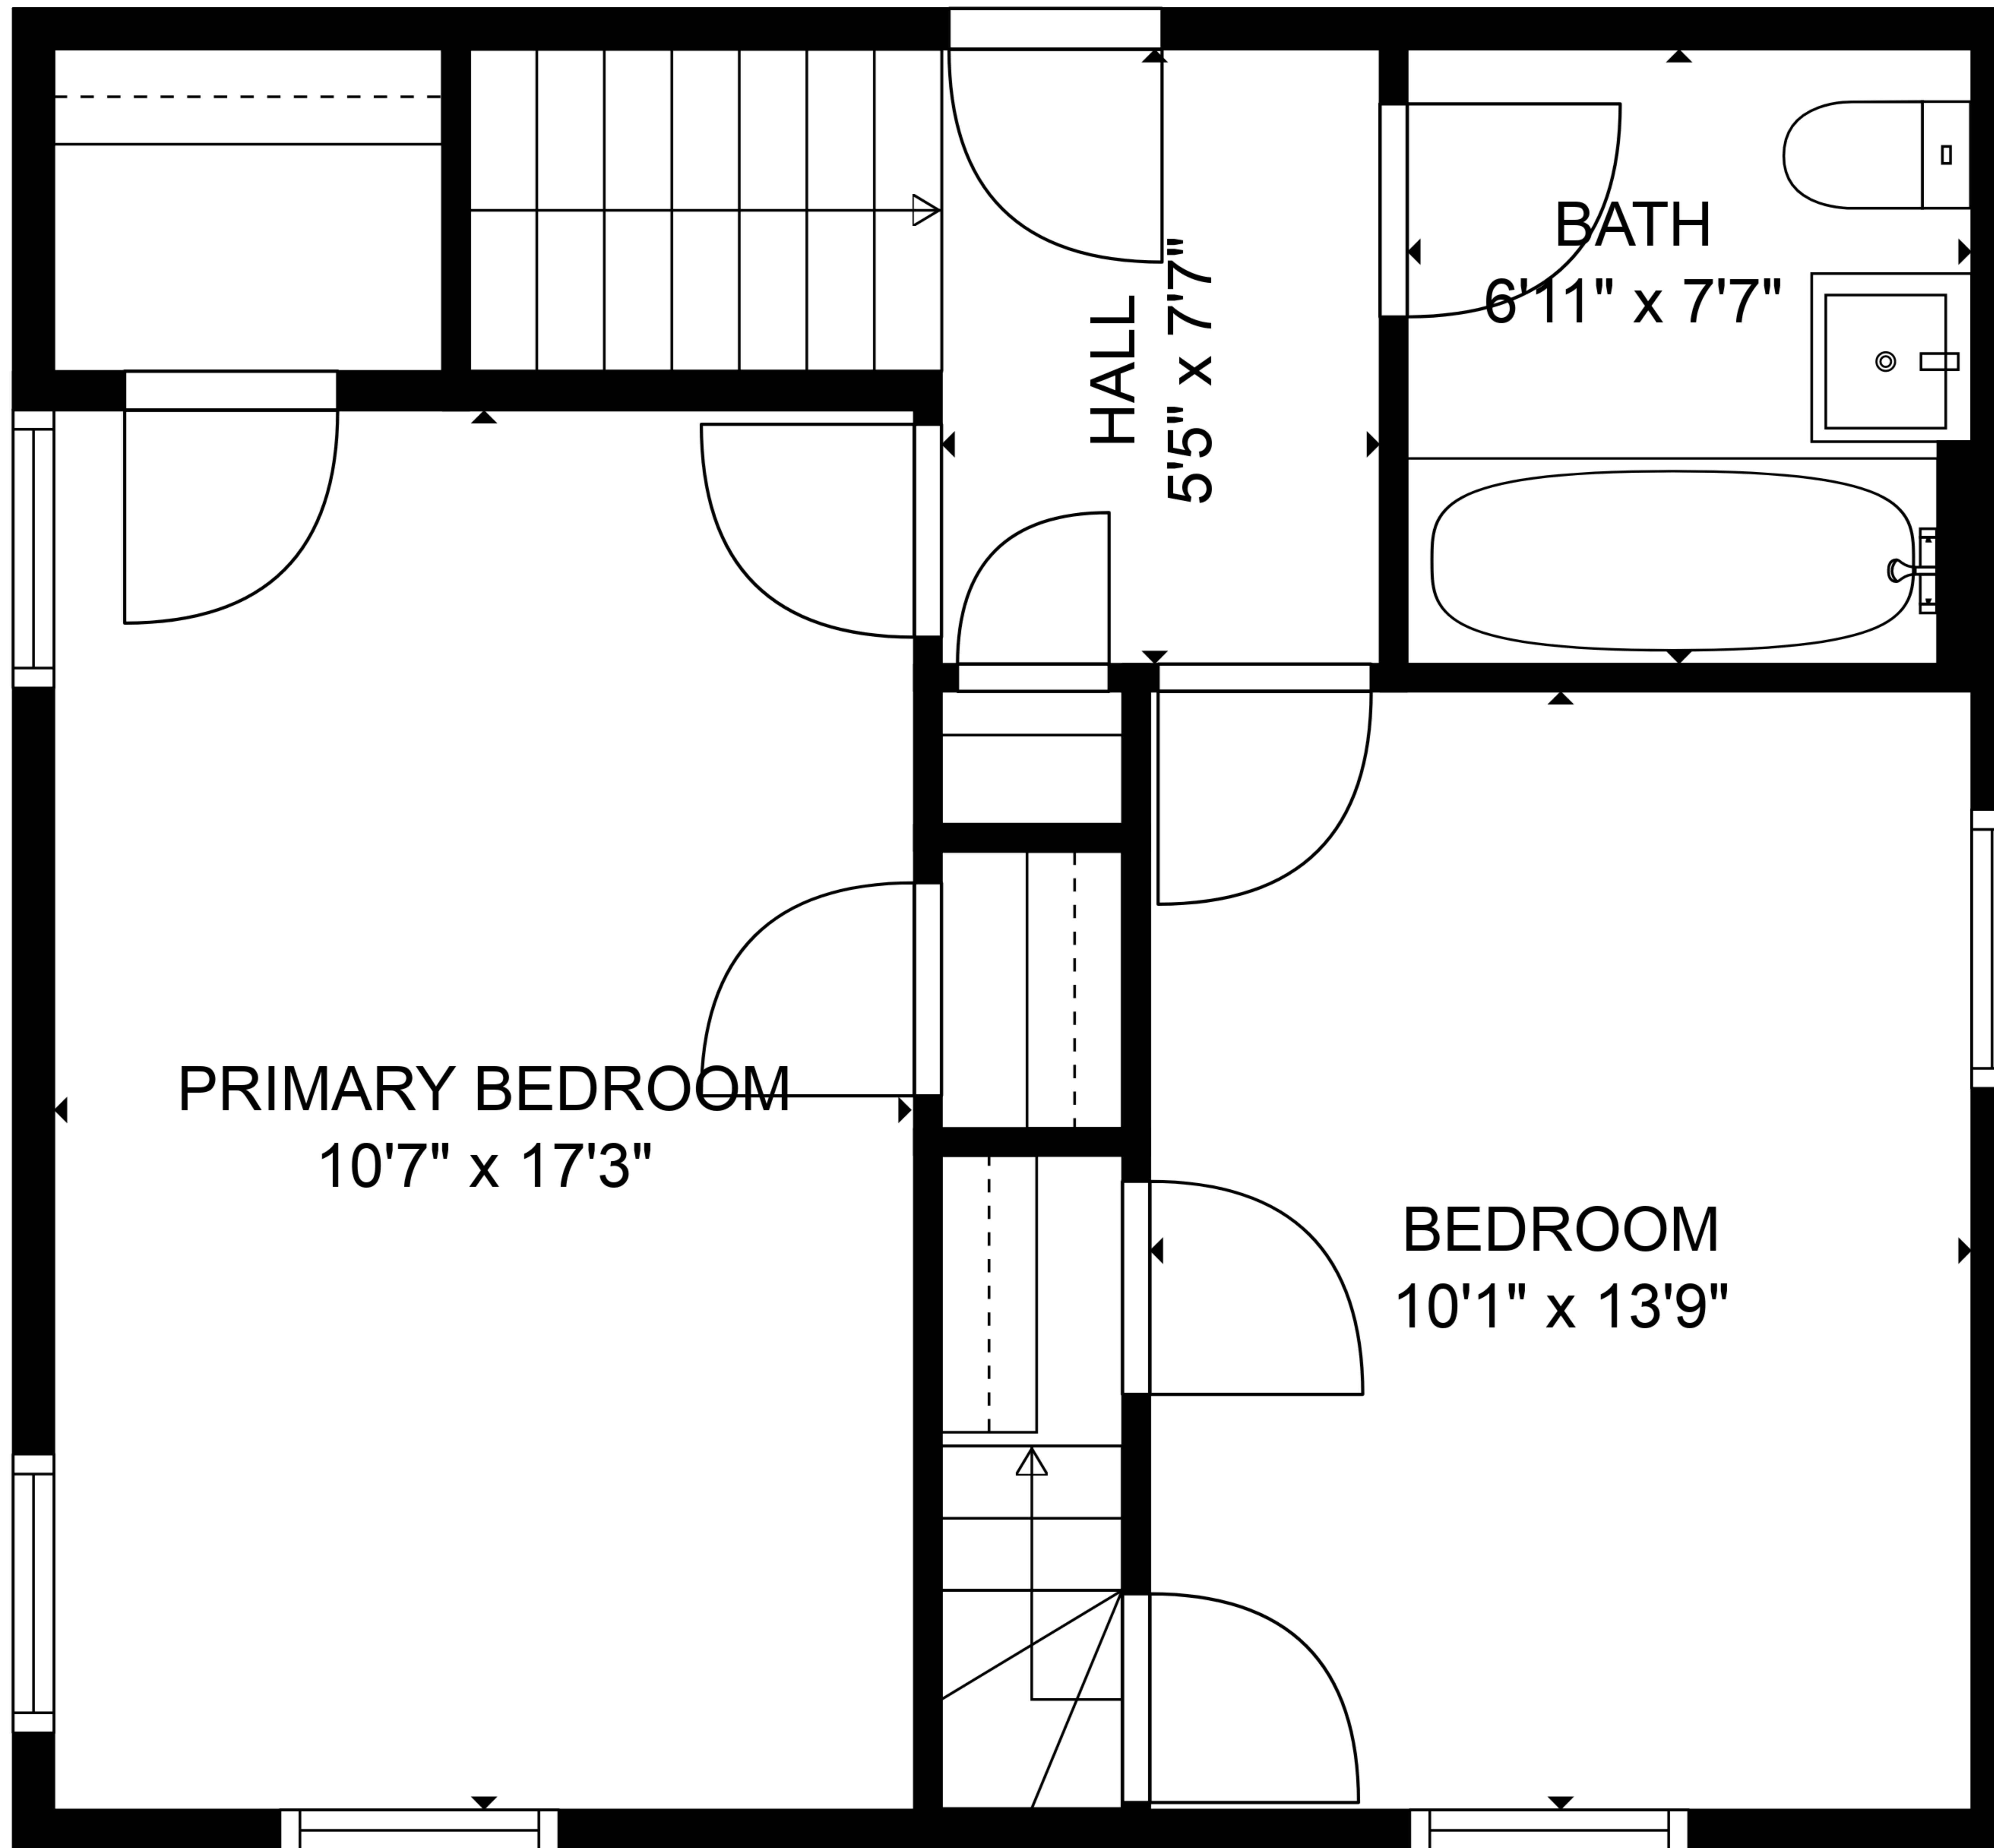 BATH
6'11" x 7'7"
HALL
5'5" x 7'7"
PRIMARY BEDROOM
10'7" x 17'3"
BEDROOM
10'1" x 13'9"